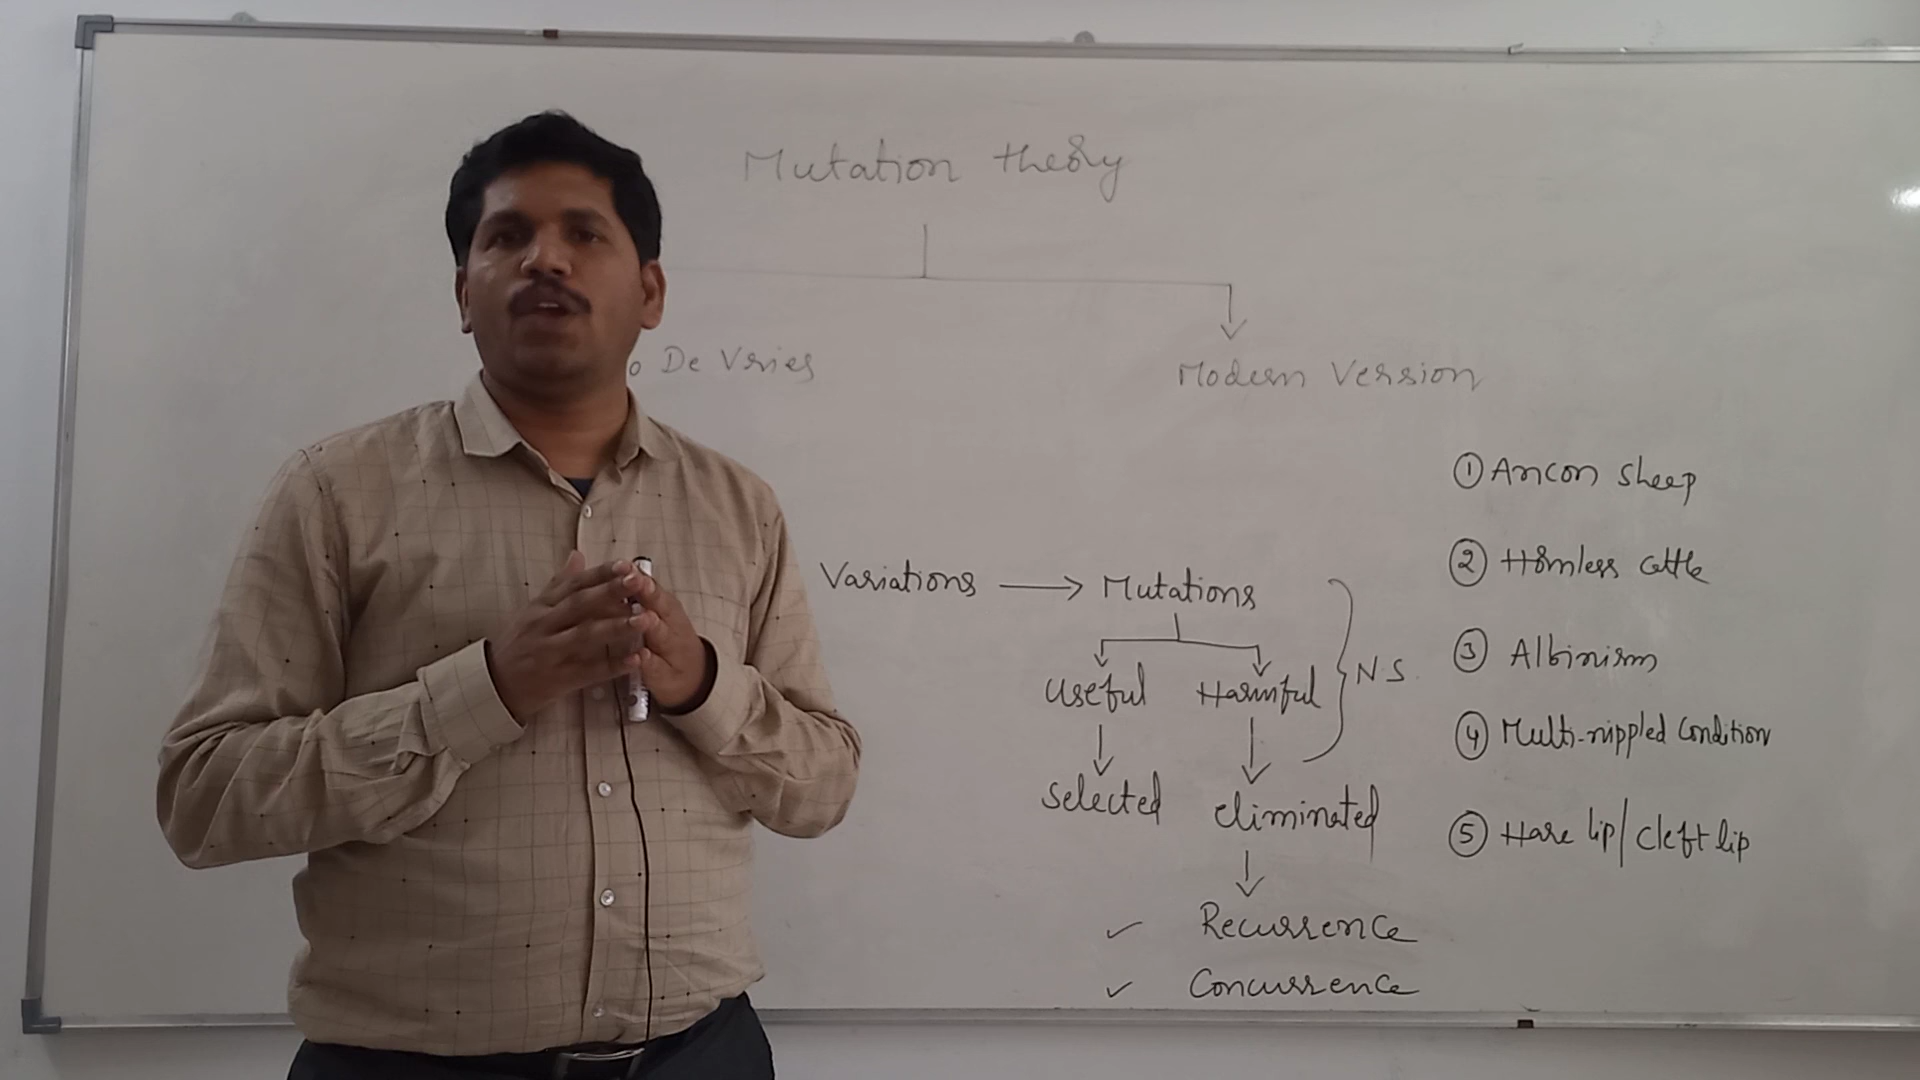 Mutation theory
o De Vries
Modern Version
Variations → Mutations
Useful
Harmful
N.S.
Selected
eliminated
Recurrence
Concurrence
① Ancon sheep
② Hornless cattle
③ Albinism
④ Multi-nippled Condition
⑤ Hare lip/cleft lip